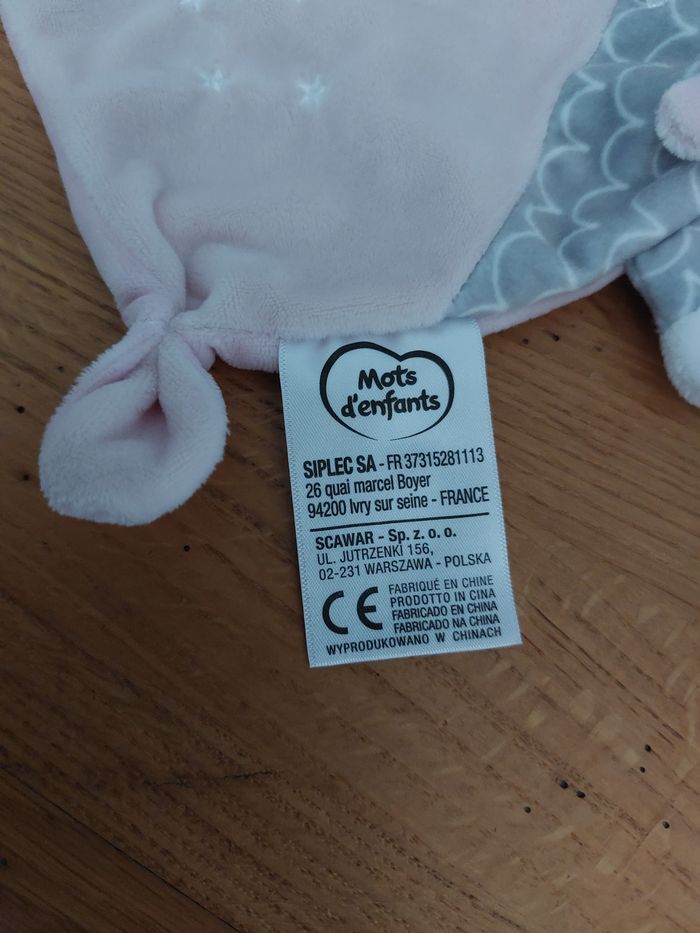 Mots
d'enfants
SIPLEC SA - FR 37315281113
26 quai marcel Boyer
94200 Ivry sur seine - FRANCE
SCAWAR - Sp. z. o. o.
UL. JUTRZENKI 156,
02-231 WARSZAWA - POLSKA
CE
FABRIQUÉ EN CHINE
PRODOTTO IN CINA
FABRICADO EN CHINA
FABRICADO NA CHINA
WYPRODUKOWANO W CHINACH